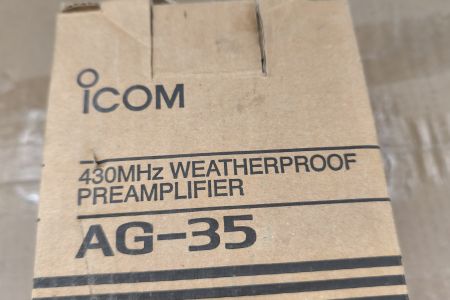 ICOM
430MHz WEATHERPROOF
PREAMPLIFIER
AG-35